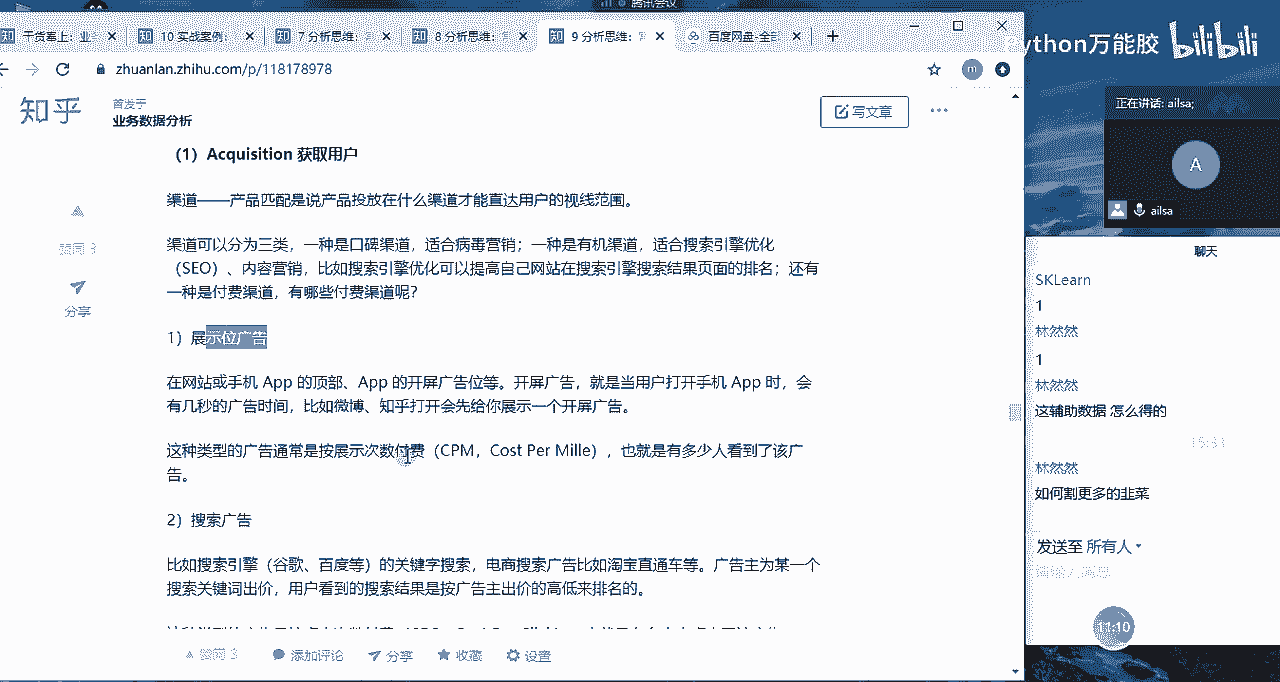 腾讯会议
干货奉上：业
10 实战案例：
7 分析思维：
8 分析思维：
9 分析思维：
百度网盘-全部
zhuanlan.zhihu.com/p/118178978
m
知乎
首发于
业务数据分析
写文章
（1）Acquisition 获取用户
渠道——产品匹配是说产品投放在什么渠道才能直达用户的视线范围。
渠道可以分为三类，一种是口碑渠道，适合病毒营销；一种是有机渠道，适合搜索引擎优化
（SEO）、内容营销，比如搜索引擎优化可以提高自己网站在搜索引擎搜索结果页面的排名；还有
一种是付费渠道，有哪些付费渠道呢？
1）展示位广告
在网站或手机 App 的顶部、App 的开屏广告位等。开屏广告，就是当用户打开手机 App 时，会
有几秒的广告时间，比如微博、知乎打开会先给你展示一个开屏广告。
这种类型的广告通常是按展示次数付费（CPM，Cost Per Mille），也就是有多少人看到了该广
告。
2）搜索广告
比如搜索引擎（谷歌、百度等）的关键字搜索，电商搜索广告比如淘宝直通车等。广告主为某一个
搜索关键词出价，用户看到的搜索结果是按广告主出价的高低来排名的。
赞同 3
分享
赞同 3
添加评论
分享
收藏
设置
python万能胶
bilibili
正在讲话: ailsa;
A
ailsa
聊天
SKLearn
1
林然然
1
林然然
这辅助数据 怎么得的
林然然
如何割更多的韭菜
发送至 所有人
请输入消息
11:10